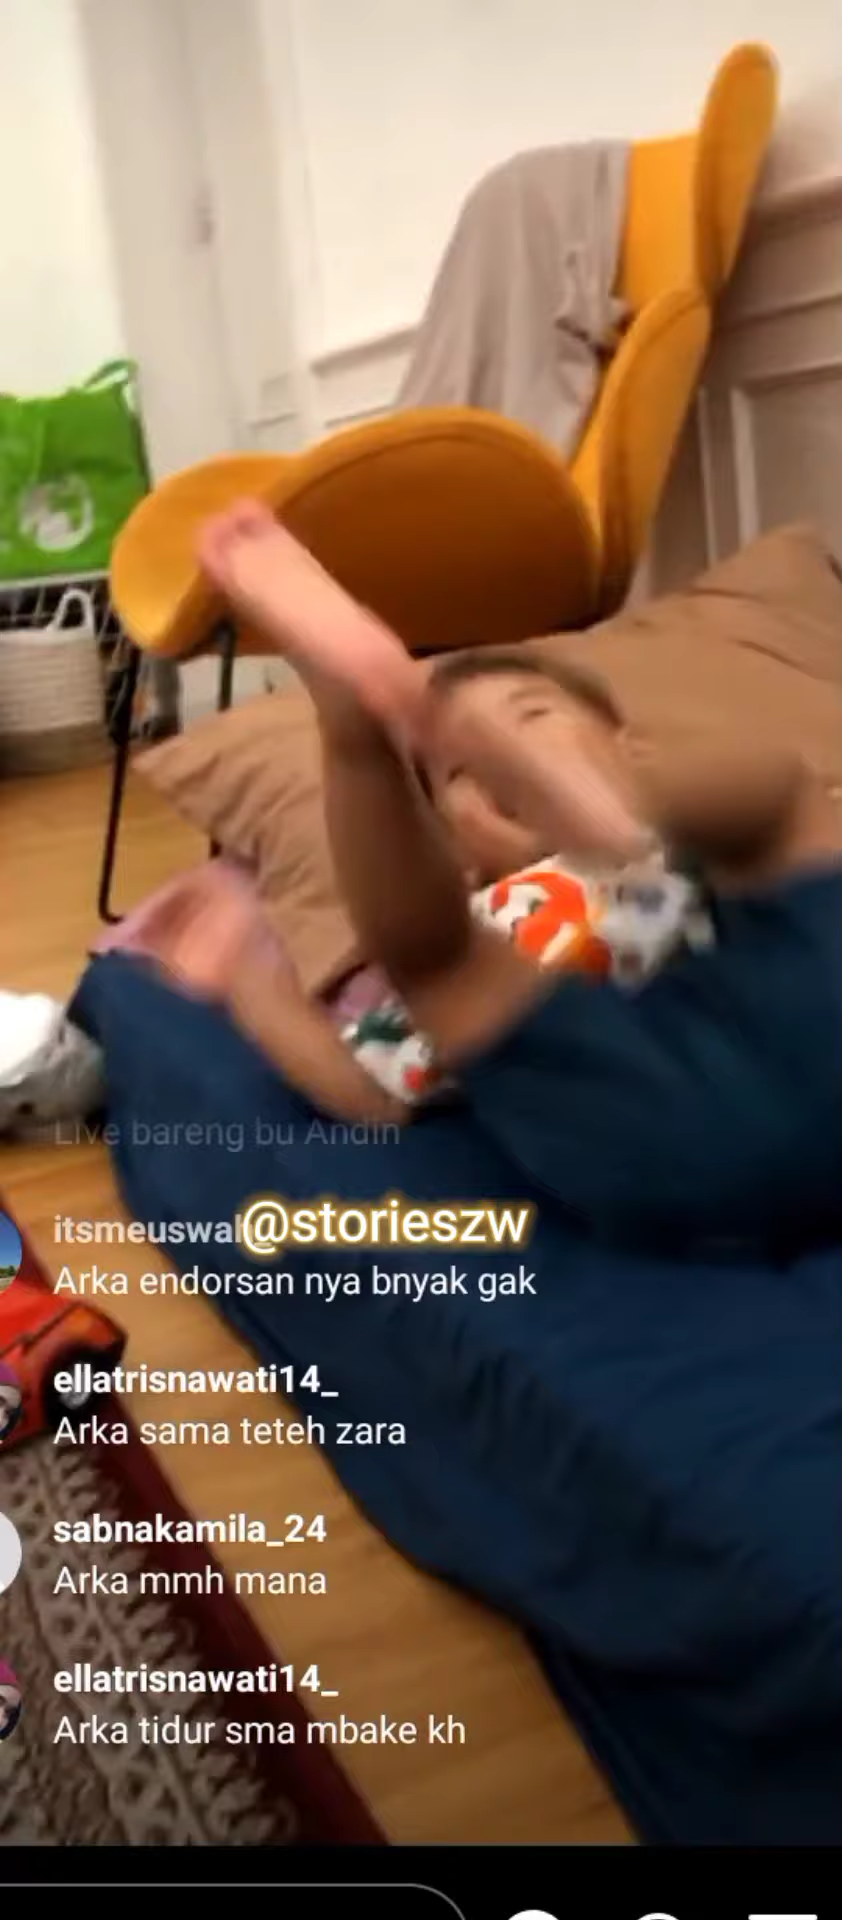 Live bareng bu Andin
@storieszw
itsmeuswa
Arka endorsan nya bnyak gak
ellatrisnawati14_
Arka sama teteh zara
sabnakamila_24
Arka mmh mana
ellatrisnawati14_
Arka tidur sma mbake kh